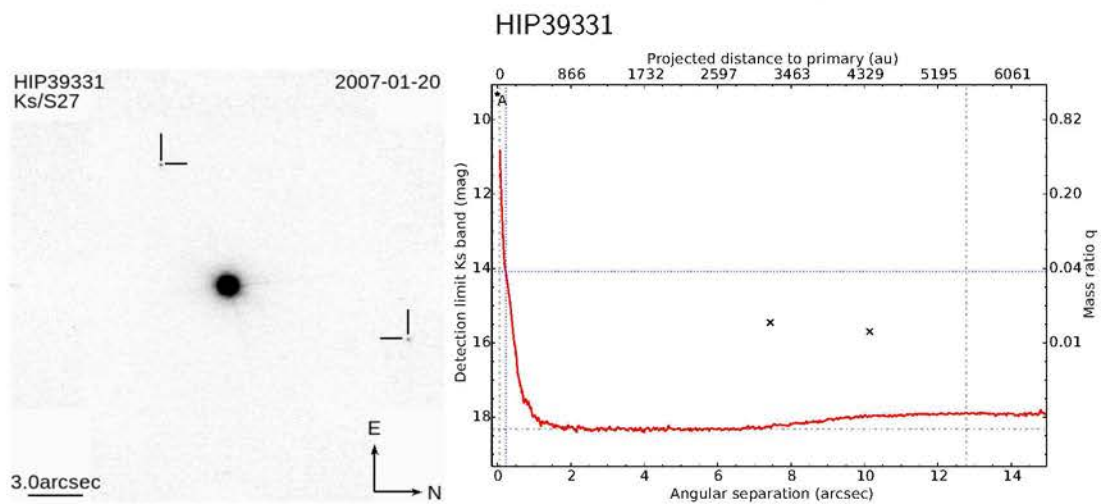 HIP39331
HIP39331
2007-01-20
Ks/S27
E
N
3.0arcsec
Projected distance to primary (au)
0 866 1732 2597 3463 4329 5195 6061
A
10
12
14
16
18
Detection limit Ks band (mag)
0.82
0.20
0.04
0.01
Mass ratio q
0 2 4 6 8 10 12 14
Angular separation (arcsec)